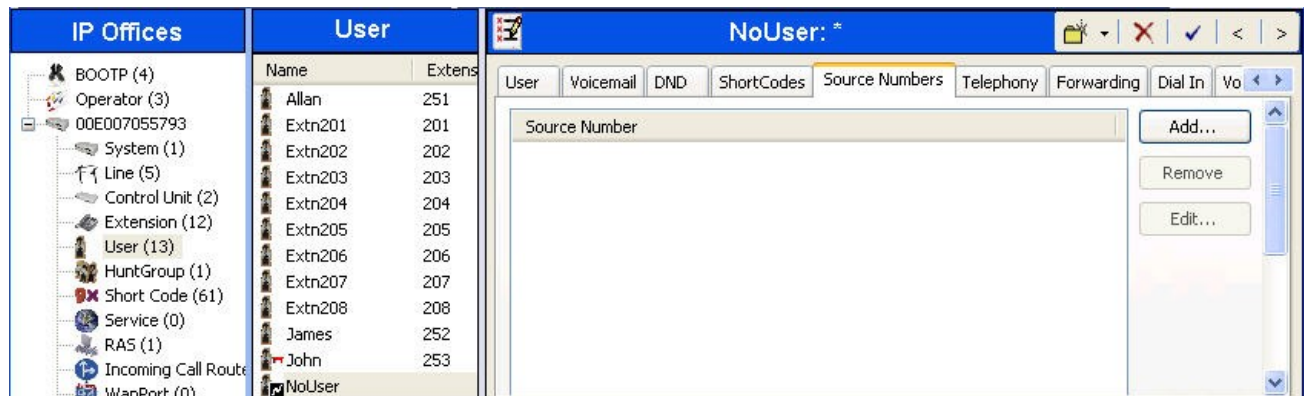 IP Offices
BOOTP (4)
Operator (3)
00E007055793
System (1)
Line (5)
Control Unit (2)
Extension (12)
User (13)
HuntGroup (1)
Short Code (61)
Service (0)
RAS (1)
Incoming Call Route
WanPort (0)
User
Name Extens
Allan 251
Extn201 201
Extn202 202
Extn203 203
Extn204 204
Extn205 205
Extn206 206
Extn207 207
Extn208 208
James 252
John 253
NoUser
NoUser: *
User Voicemail DND ShortCodes Source Numbers Telephony Forwarding Dial In Vo
Source Number
Add...
Remove
Edit...